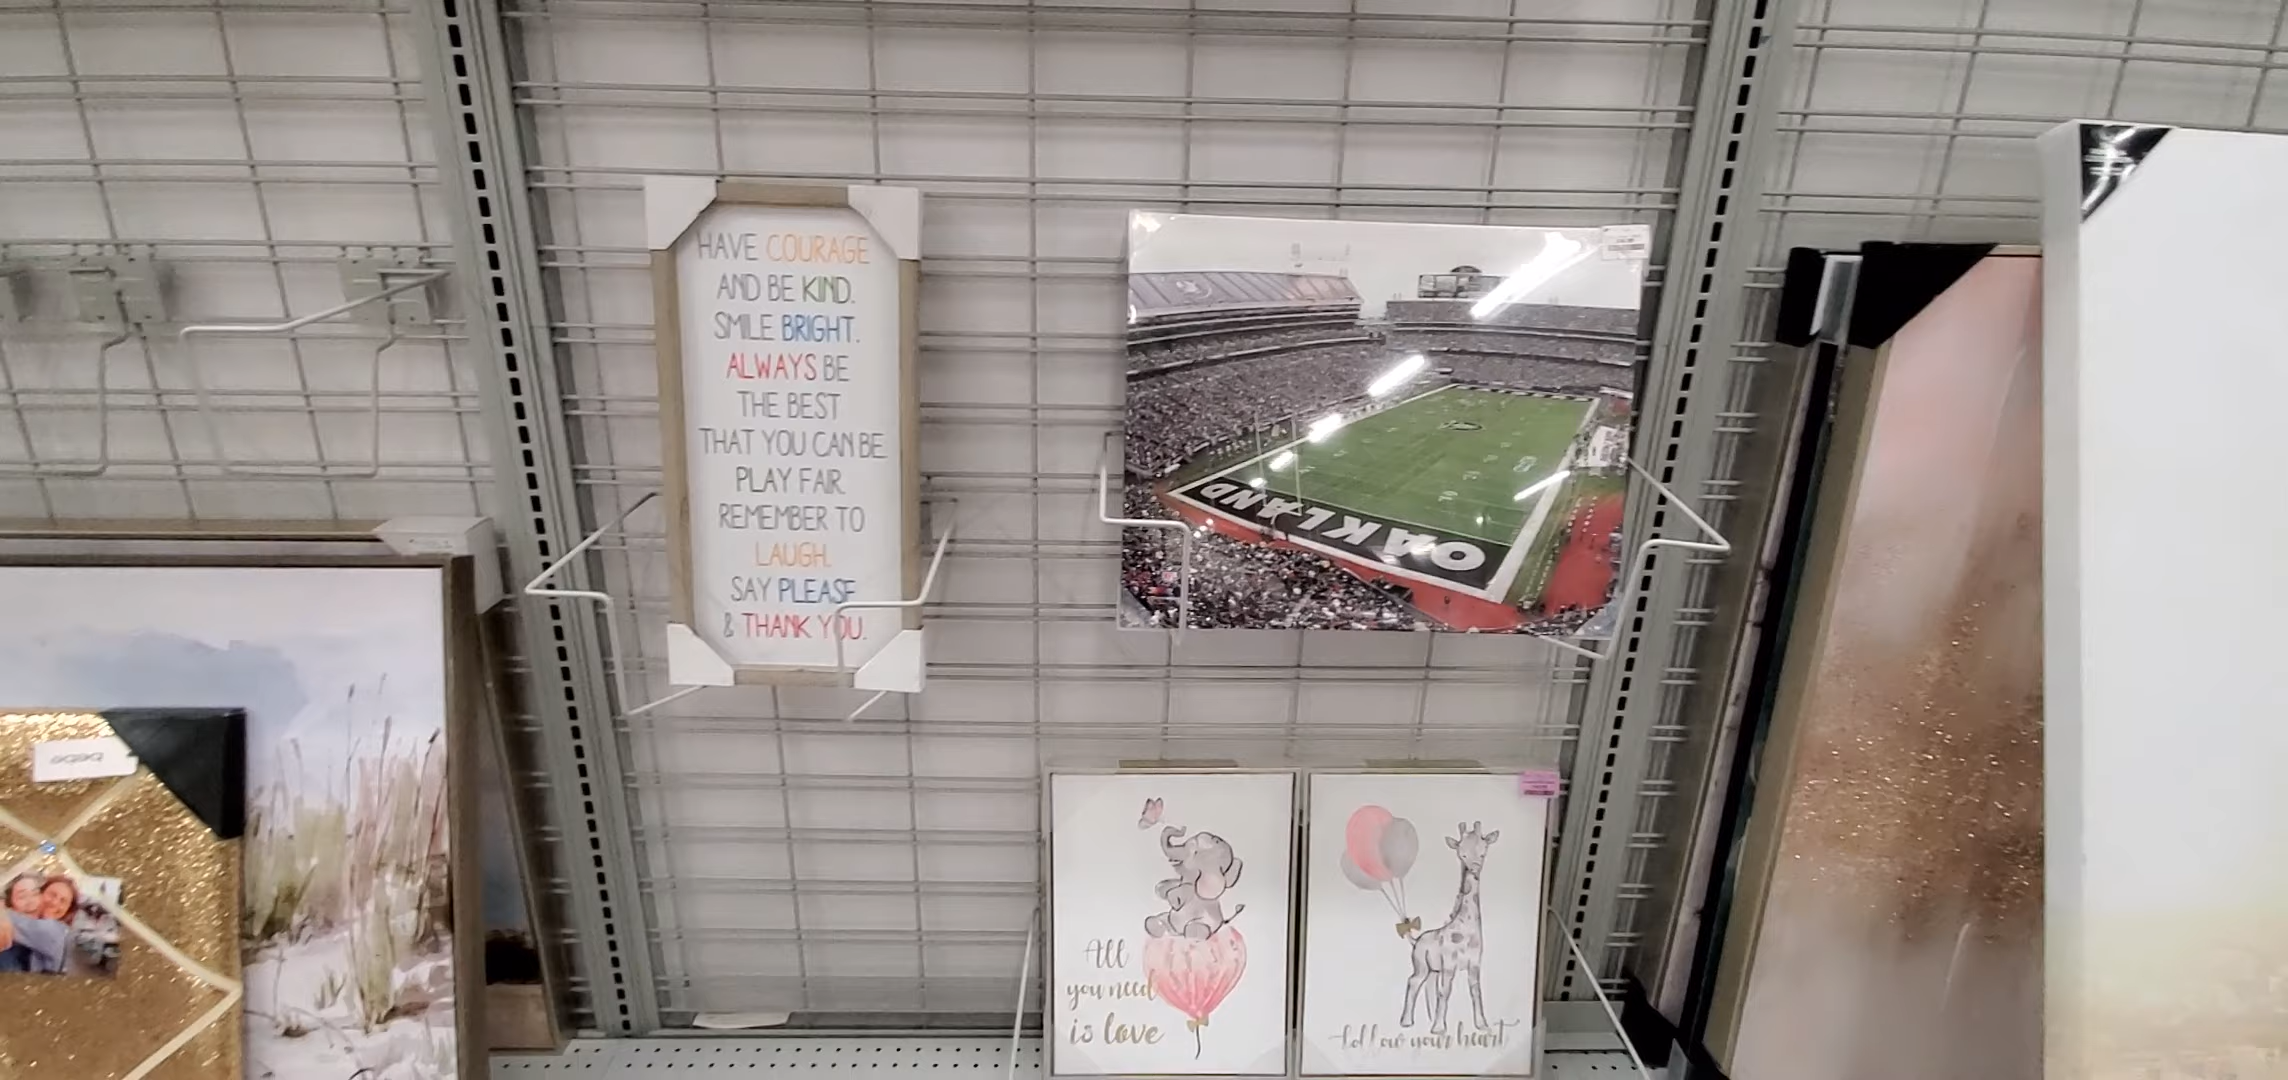 HAVE COURAGE
AND BE KIND.
SMILE BRIGHT.
ALWAYS BE
THE BEST
THAT YOU CAN BE
PLAY FAIR
REMEMBER TO
LAUGH.
SAY PLEASE
& THANK YOU.
OAKLAND
bebe
All
you need
is love
follow your heart